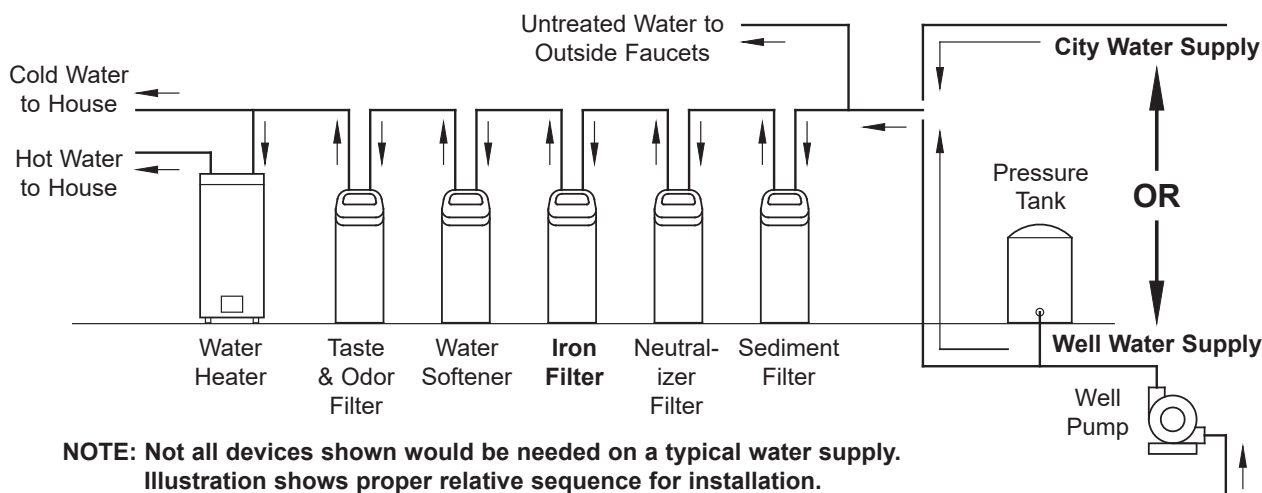 Untreated Water to
Outside Faucets
City Water Supply
Cold Water
to House
Hot Water
to House
Pressure
Tank
OR
Well Water Supply
Water
Heater
Taste
& Odor
Filter
Water
Softener
Iron
Filter
Neutral-
izer
Filter
Sediment
Filter
Well
Pump
NOTE: Not all devices shown would be needed on a typical water supply.
Illustration shows proper relative sequence for installation.